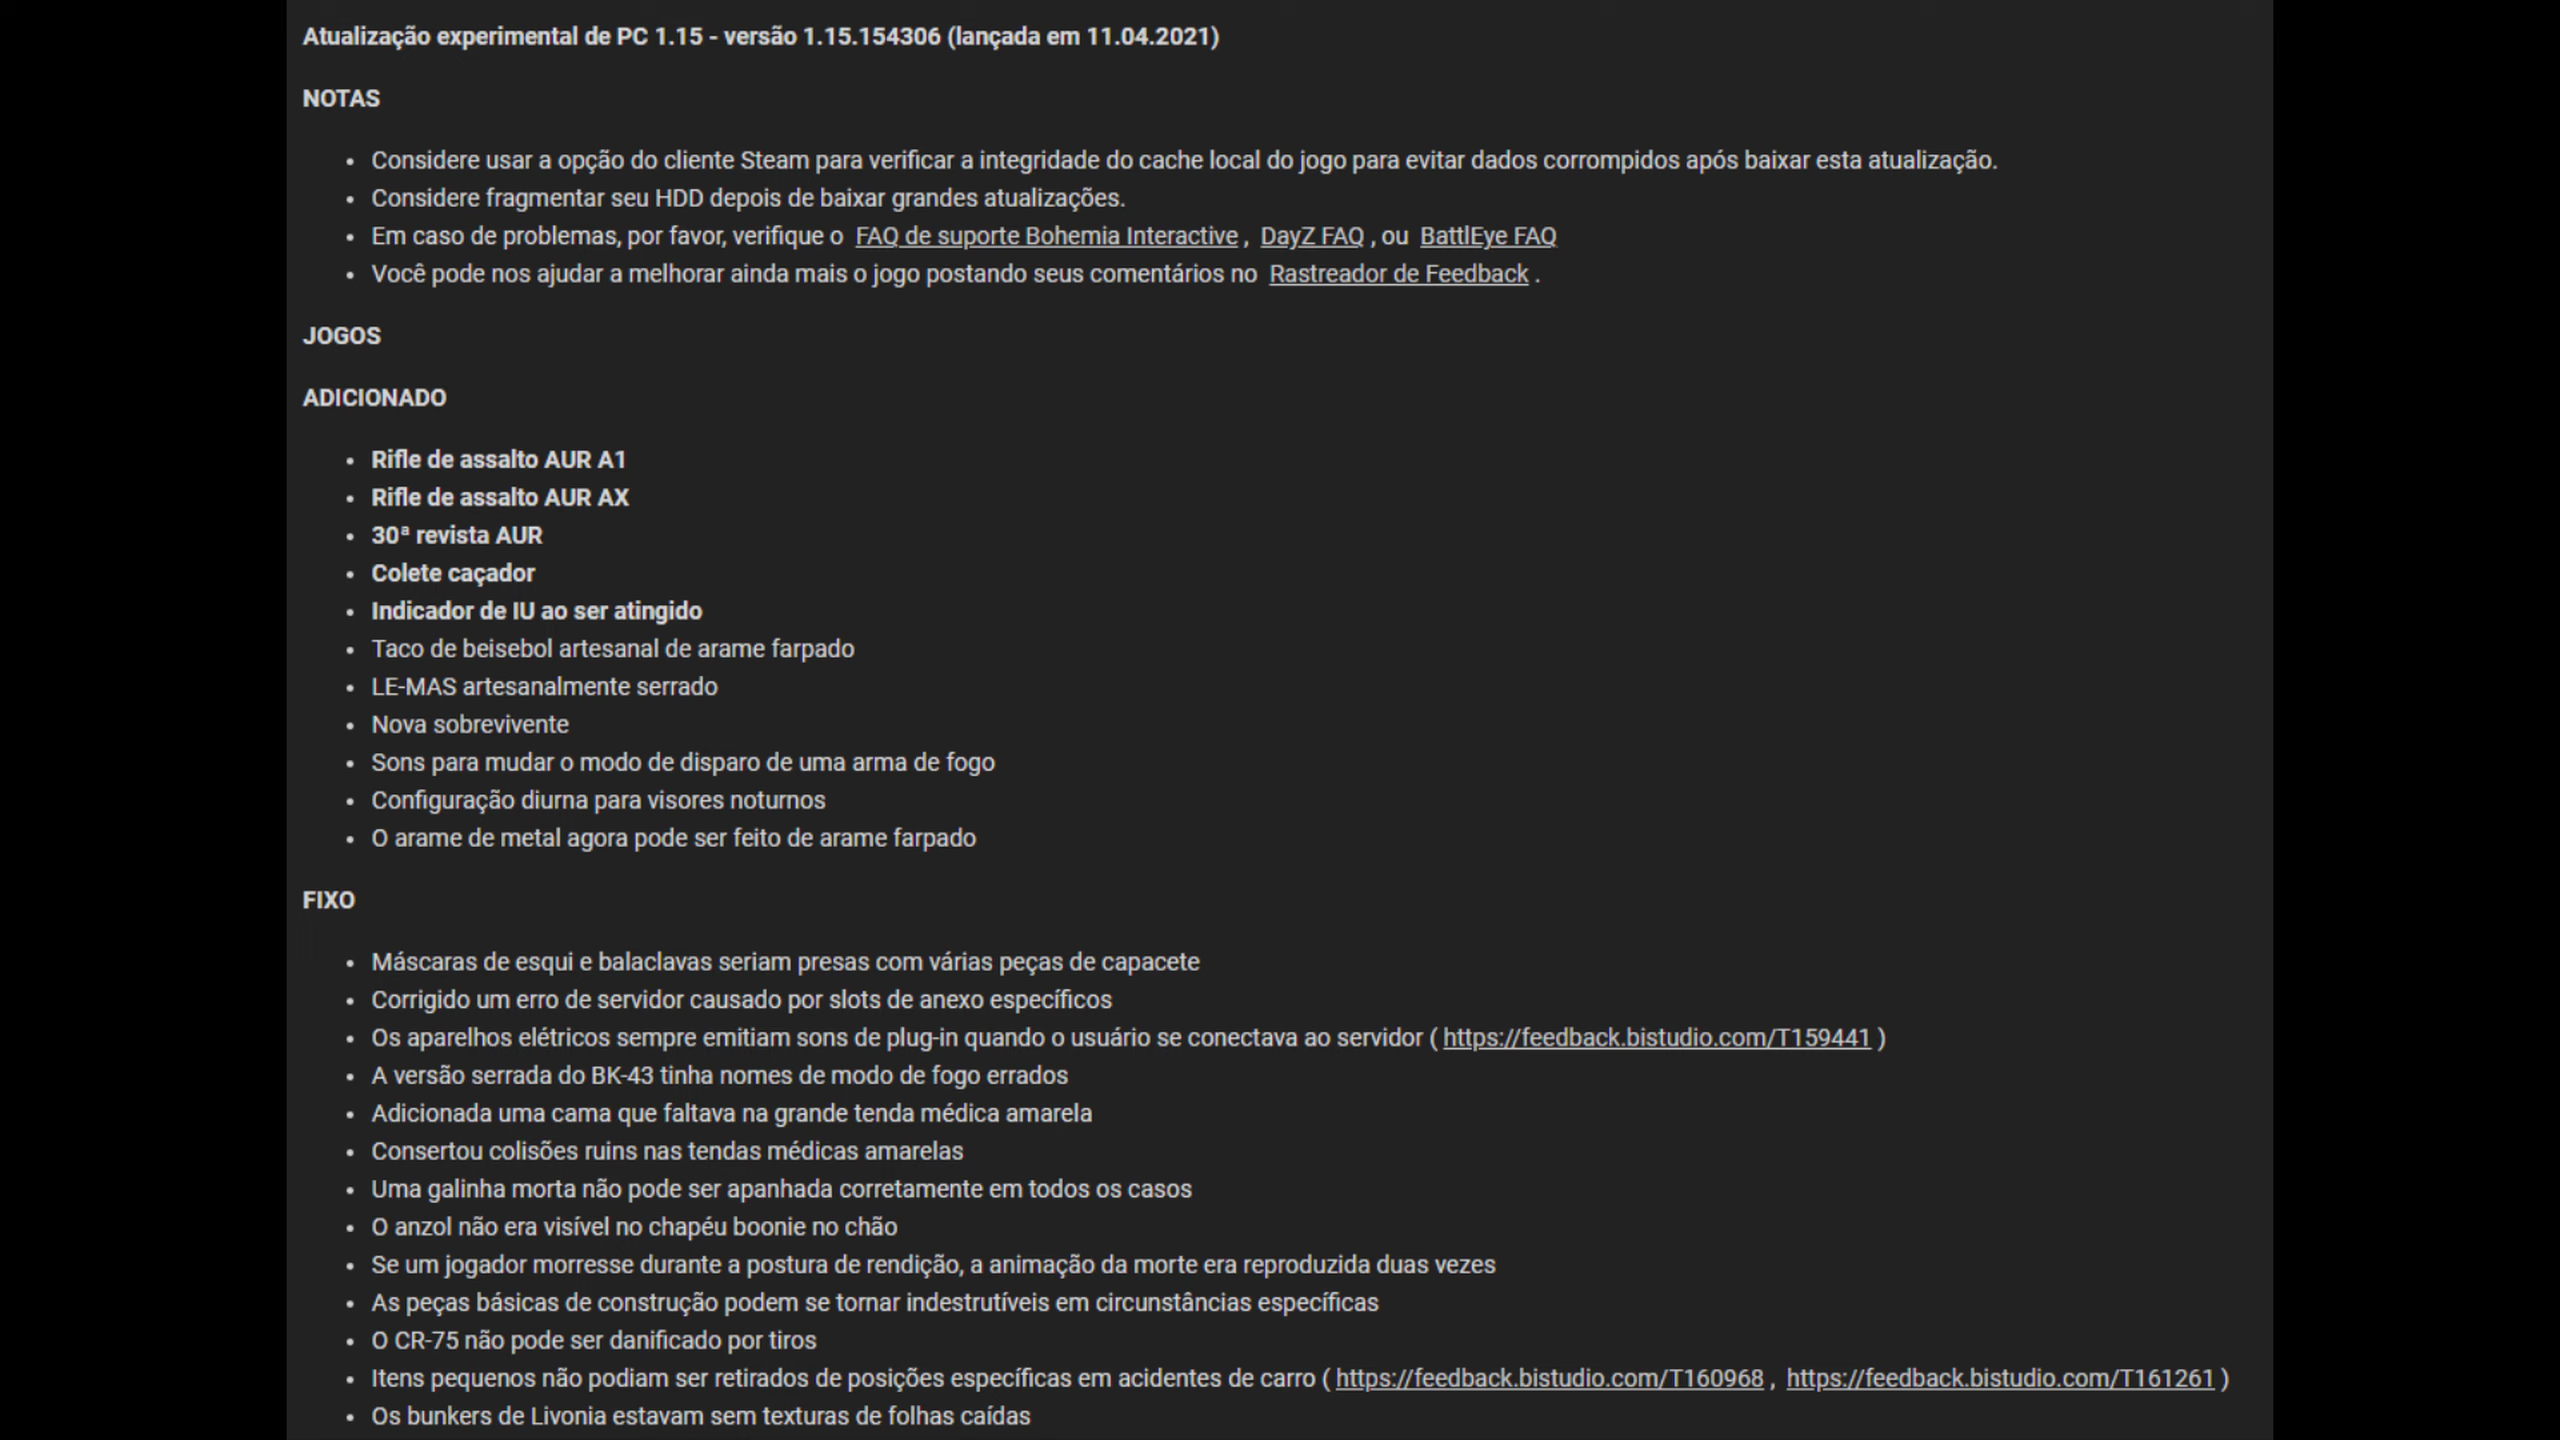 Atualização experimental de PC 1.15 - versão 1.15.154306 (lançada em 11.04.2021)
NOTAS
• Considere usar a opção do cliente Steam para verificar a integridade do cache local do jogo para evitar dados corrompidos após baixar esta atualização.
• Considere fragmentar seu HDD depois de baixar grandes atualizações.
• Em caso de problemas, por favor, verifique o FAQ de suporte Bohemia Interactive , DayZ FAQ , ou BattlEye FAQ
• Você pode nos ajudar a melhorar ainda mais o jogo postando seus comentários no Rastreador de Feedback .
JOGOS
ADICIONADO
• Rifle de assalto AUR A1
• Rifle de assalto AUR AX
• 30ª revista AUR
• Colete caçador
• Indicador de IU ao ser atingido
• Taco de beisebol artesanal de arame farpado
• LE-MAS artesanalmente serrado
• Nova sobrevivente
• Sons para mudar o modo de disparo de uma arma de fogo
• Configuração diurna para visores noturnos
• O arame de metal agora pode ser feito de arame farpado
FIXO
• Máscaras de esqui e balaclavas seriam presas com várias peças de capacete
• Corrigido um erro de servidor causado por slots de anexo específicos
• Os aparelhos elétricos sempre emitiam sons de plug-in quando o usuário se conectava ao servidor ( https://feedback.bistudio.com/T159441 )
• A versão serrada do BK-43 tinha nomes de modo de fogo errados
• Adicionada uma cama que faltava na grande tenda médica amarela
• Consertou colisões ruins nas tendas médicas amarelas
• Uma galinha morta não pode ser apanhada corretamente em todos os casos
• O anzol não era visível no chapéu boonie no chão
• Se um jogador morresse durante a postura de rendição, a animação da morte era reproduzida duas vezes
• As peças básicas de construção podem se tornar indestrutíveis em circunstâncias específicas
• O CR-75 não pode ser danificado por tiros
• Itens pequenos não podiam ser retirados de posições específicas em acidentes de carro ( https://feedback.bistudio.com/T160968 , https://feedback.bistudio.com/T161261 )
• Os bunkers de Livonia estavam sem texturas de folhas caídas